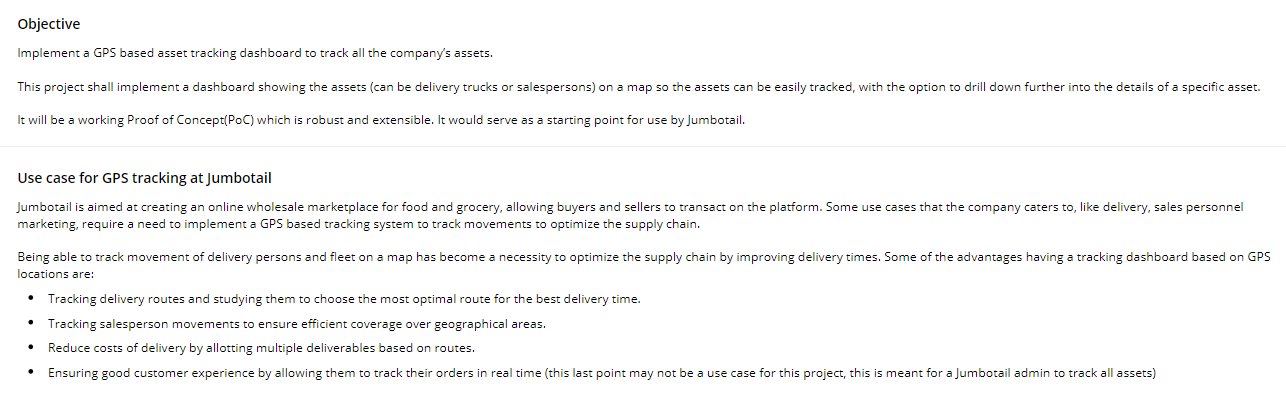 Objective
Implement a GPS based asset tracking dashboard to track all the company's assets.
This project shall implement a dashboard showing the assets (can be delivery trucks or salespersons) on a map so the assets can be easily tracked, with the option to drill down further into the details of a specific asset.
It will be a working Proof of Concept(PoC) which is robust and extensible. It would serve as a starting point for use by Jumbotail.
Use case for GPS tracking at Jumbotail
Jumbotail is aimed at creating an online wholesale marketplace for food and grocery, allowing buyers and sellers to transact on the platform. Some use cases that the company caters to, like delivery, sales personnel
marketing, require a need to implement a GPS based tracking system to track movements to optimize the supply chain.
Being able to track movement of delivery persons and fleet on a map has become a necessity to optimize the supply chain by improving delivery times. Some of the advantages having a tracking dashboard based on GPS
locations are:
• Tracking delivery routes and studying them to choose the most optimal route for the best delivery time.
• Tracking salesperson movements to ensure efficient coverage over geographical areas.
• Reduce costs of delivery by allotting multiple deliverables based on routes.
• Ensuring good customer experience by allowing them to track their orders in real time (this last point may not be a use case for this project, this is meant for a Jumbotail admin to track all assets)